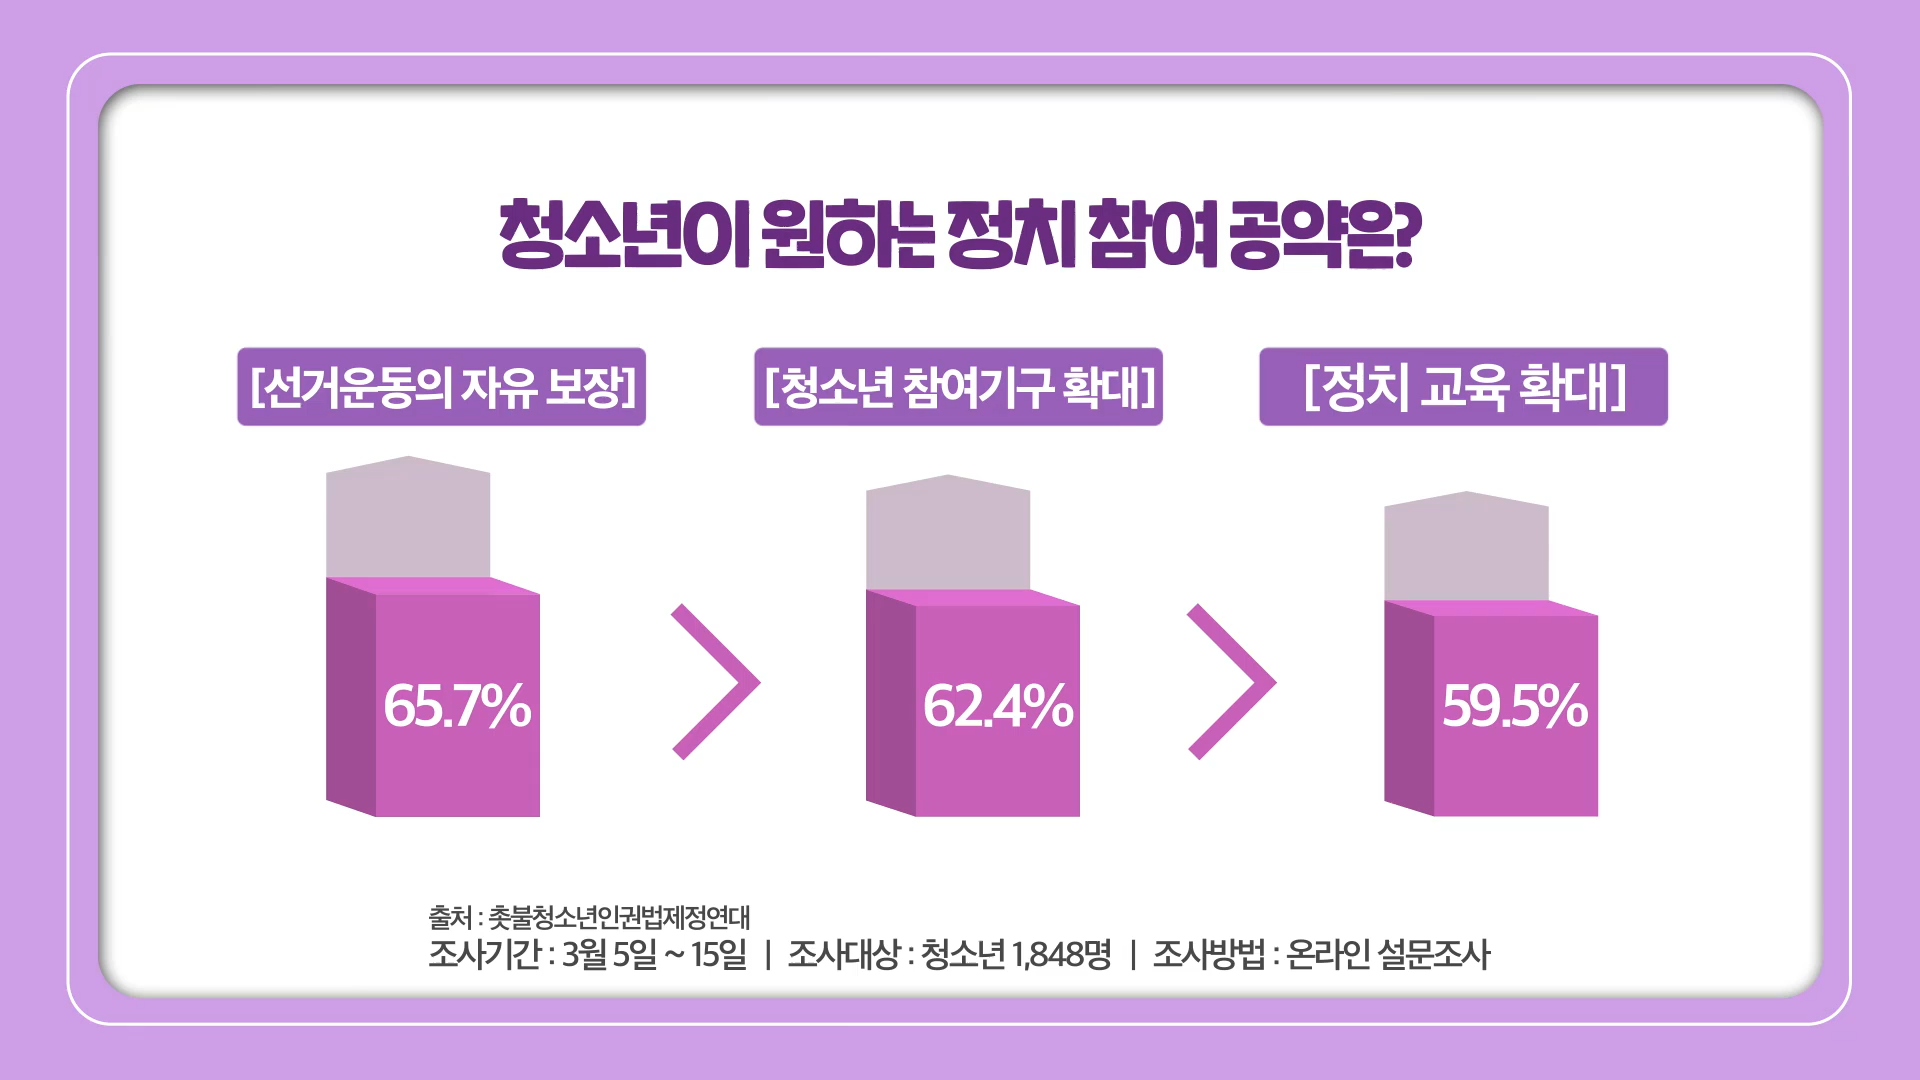 청소년이 원하는 정치 참여 공약은?
[선거운동의 자유 보장]
[청소년 참여기구 확대]
[정치 교육 확대]
65.7%
62.4%
59.5%
출처 : 촛불청소년인권법제정연대
조사기간 : 3월 5일 ~ 15일 | 조사대상 : 청소년 1,848명 | 조사방법 : 온라인 설문조사